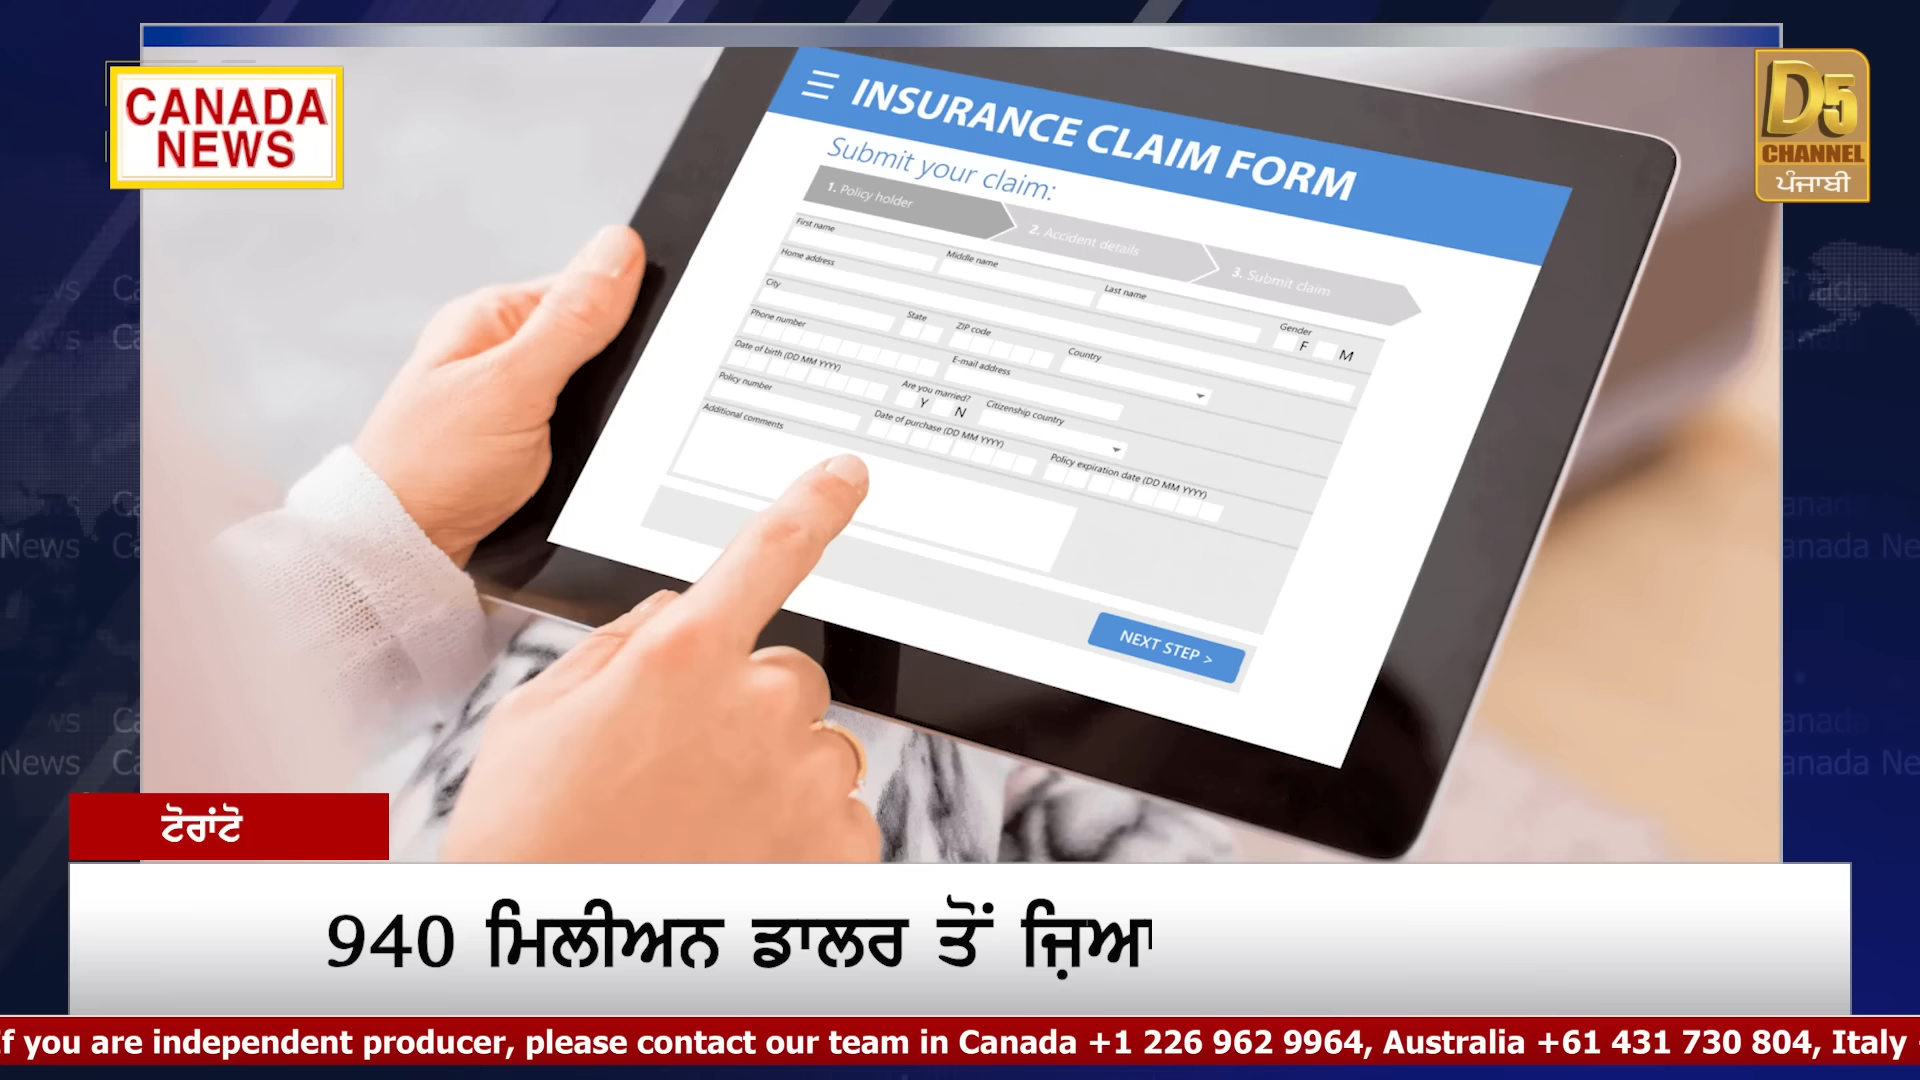 CANADA
NEWS
D5
CHANNEL
ਪੰਜਾਬੀ
INSURANCE CLAIM FORM
Submit your claim:
1. Policy holder
2. Accident details
3. Submit claim
First name
Middle name
Last name
Gender
F
M
Home address
City
State
ZIP code
Country
Phone number
E-mail address
Date of birth (DD MM YYYY)
Are you married?
Y
N
Citizenship country
Policy number
Date of purchase (DD MM YYYY)
Policy expiration date (DD MM YYYY)
Additional comments
NEXT STEP >
ਟੋਰਾਂਟੋ
940 ਮਿਲੀਅਨ ਡਾਲਰ ਤੋਂ ਜ਼ਿਆ
If you are independent producer, please contact our team in Canada +1 226 962 9964, Australia +61 431 730 804, Italy